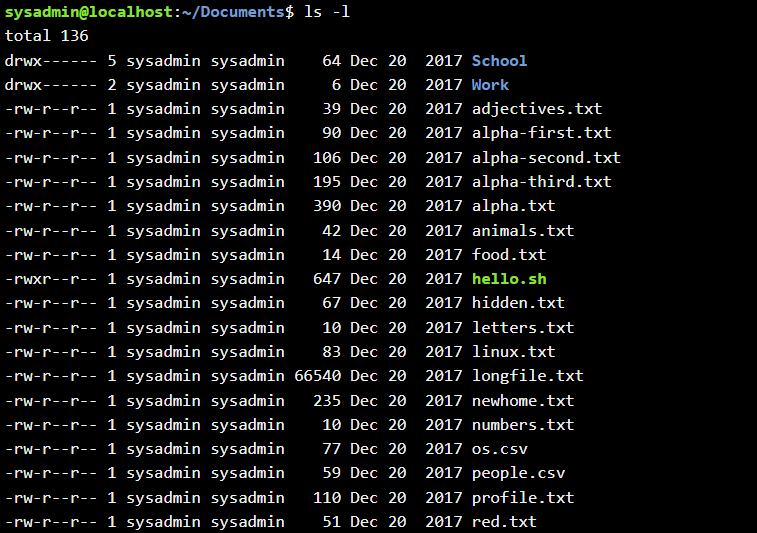 sysadmin@localhost:~/Documents$ ls -l
total 136
drwx------ 5 sysadmin sysadmin    64 Dec 20  2017 School
drwx------ 2 sysadmin sysadmin     6 Dec 20  2017 Work
-rw-r--r-- 1 sysadmin sysadmin    39 Dec 20  2017 adjectives.txt
-rw-r--r-- 1 sysadmin sysadmin    90 Dec 20  2017 alpha-first.txt
-rw-r--r-- 1 sysadmin sysadmin   106 Dec 20  2017 alpha-second.txt
-rw-r--r-- 1 sysadmin sysadmin   195 Dec 20  2017 alpha-third.txt
-rw-r--r-- 1 sysadmin sysadmin   390 Dec 20  2017 alpha.txt
-rw-r--r-- 1 sysadmin sysadmin    42 Dec 20  2017 animals.txt
-rw-r--r-- 1 sysadmin sysadmin    14 Dec 20  2017 food.txt
-rwxr--r-- 1 sysadmin sysadmin   647 Dec 20  2017 hello.sh
-rw-r--r-- 1 sysadmin sysadmin    67 Dec 20  2017 hidden.txt
-rw-r--r-- 1 sysadmin sysadmin    10 Dec 20  2017 letters.txt
-rw-r--r-- 1 sysadmin sysadmin    83 Dec 20  2017 linux.txt
-rw-r--r-- 1 sysadmin sysadmin 66540 Dec 20  2017 longfile.txt
-rw-r--r-- 1 sysadmin sysadmin   235 Dec 20  2017 newhome.txt
-rw-r--r-- 1 sysadmin sysadmin    10 Dec 20  2017 numbers.txt
-rw-r--r-- 1 sysadmin sysadmin    77 Dec 20  2017 os.csv
-rw-r--r-- 1 sysadmin sysadmin    59 Dec 20  2017 people.csv
-rw-r--r-- 1 sysadmin sysadmin   110 Dec 20  2017 profile.txt
-rw-r--r-- 1 sysadmin sysadmin    51 Dec 20  2017 red.txt